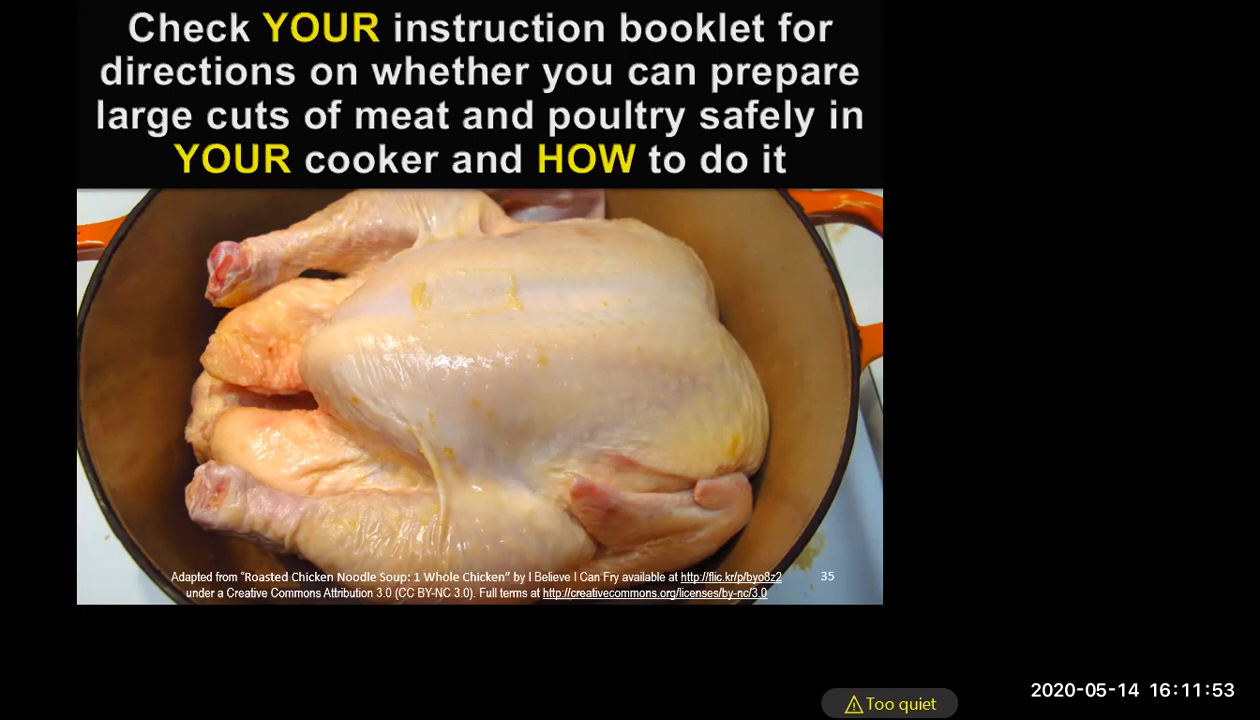 Check YOUR instruction booklet for
directions on whether you can prepare
large cuts of meat and poultry safely in
YOUR cooker and HOW to do it
Adapted from “Roasted Chicken Noodle Soup: 1 Whole Chicken” by I Believe I Can Fry available at http://flic.kr/p/byo8z2
under a Creative Commons Attribution 3.0 (CC BY-NC 3.0). Full terms at http://creativecommons.org/licenses/by-nc/3.0
35
Too quiet
2020-05-14 16:11:53